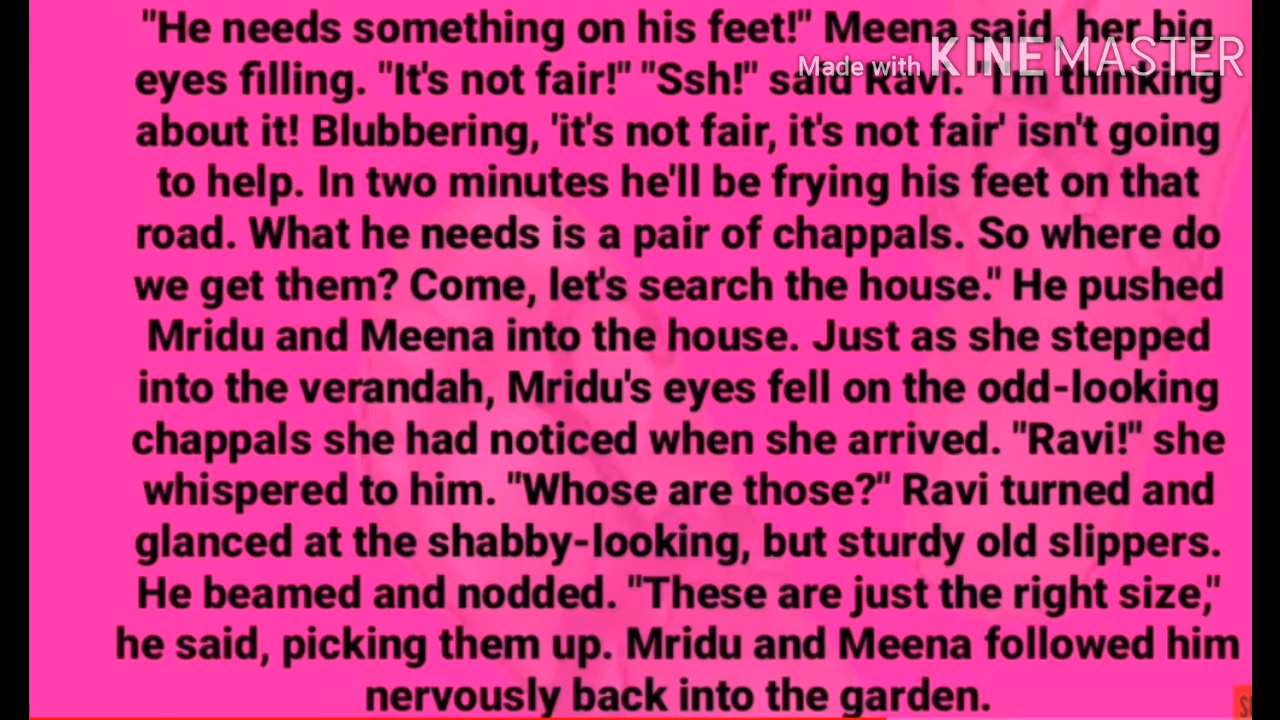 "He needs something on his feet!" Meena said, her big
eyes filling. "It's not fair!" "Ssh!" said Ravi. "I'm thinking
about it! Blubbering, 'it's not fair, it's not fair' isn't going
to help. In two minutes he'll be frying his feet on that
road. What he needs is a pair of chappals. So where do
we get them? Come, let's search the house." He pushed
Mridu and Meena into the house. Just as she stepped
into the verandah, Mridu's eyes fell on the odd-looking
chappals she had noticed when she arrived. "Ravi!" she
whispered to him. "Whose are those?" Ravi turned and
glanced at the shabby-looking, but sturdy old slippers.
He beamed and nodded. "These are just the right size,"
he said, picking them up. Mridu and Meena followed him
nervously back into the garden.
Made with KINEMASTER